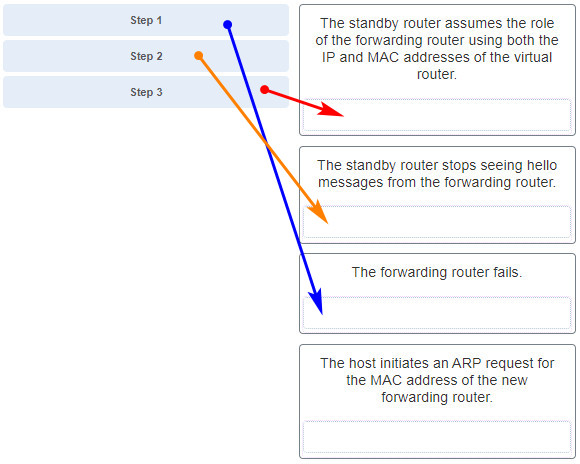 Step 1
Step 2
Step 3
The standby router assumes the role
of the forwarding router using both the
IP and MAC addresses of the virtual
router.
The standby router stops seeing hello
messages from the forwarding router.
The forwarding router fails.
The host initiates an ARP request for
the MAC address of the new
forwarding router.